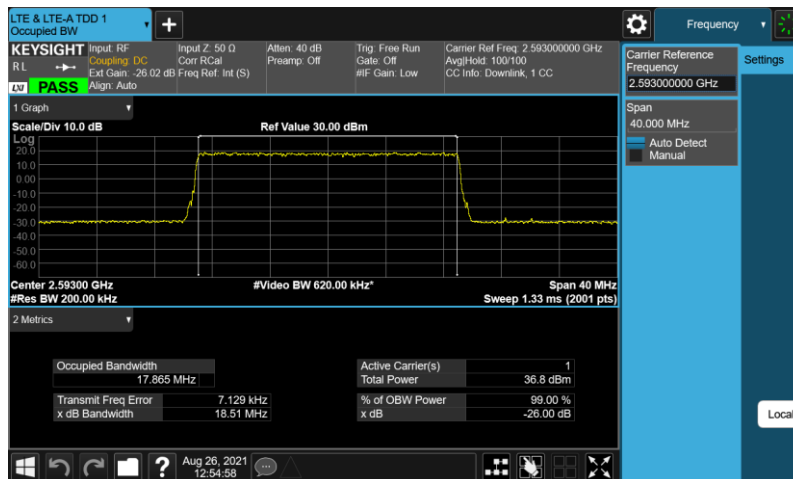 LTE & LTE-A TDD 1
Occupied BW
Frequency
KEYSIGHT
R L
LXI
PASS
Input: RF
Coupling: DC
Ext Gain: -26.02 dB
Align: Auto
Input Z: 50 Ω
Corr RCal
Freq Ref: Int (S)
Atten: 40 dB
Preamp: Off
Trig: Free Run
Gate: Off
#IF Gain: Low
Carrier Ref Freq: 2.593000000 GHz
Avg|Hold: 100/100
CC Info: Downlink, 1 CC
Carrier Reference
Frequency
2.593000000 GHz
Settings
Span
40.000 MHz
Auto Detect
Manual
1 Graph
Scale/Div 10.0 dB
Ref Value 30.00 dBm
Log
20.0
10.0
0.00
-10.0
-20.0
-30.0
-40.0
-50.0
-60.0
Center 2.59300 GHz
#Video BW 620.00 kHz*
Span 40 MHz
#Res BW 200.00 kHz
Sweep 1.33 ms (2001 pts)
2 Metrics
Occupied Bandwidth
17.865 MHz
Active Carrier(s) 1
Total Power 36.8 dBm
Transmit Freq Error 7.129 kHz
x dB Bandwidth 18.51 MHz
% of OBW Power 99.00 %
x dB -26.00 dB
Local
?
Aug 26, 2021
12:54:58